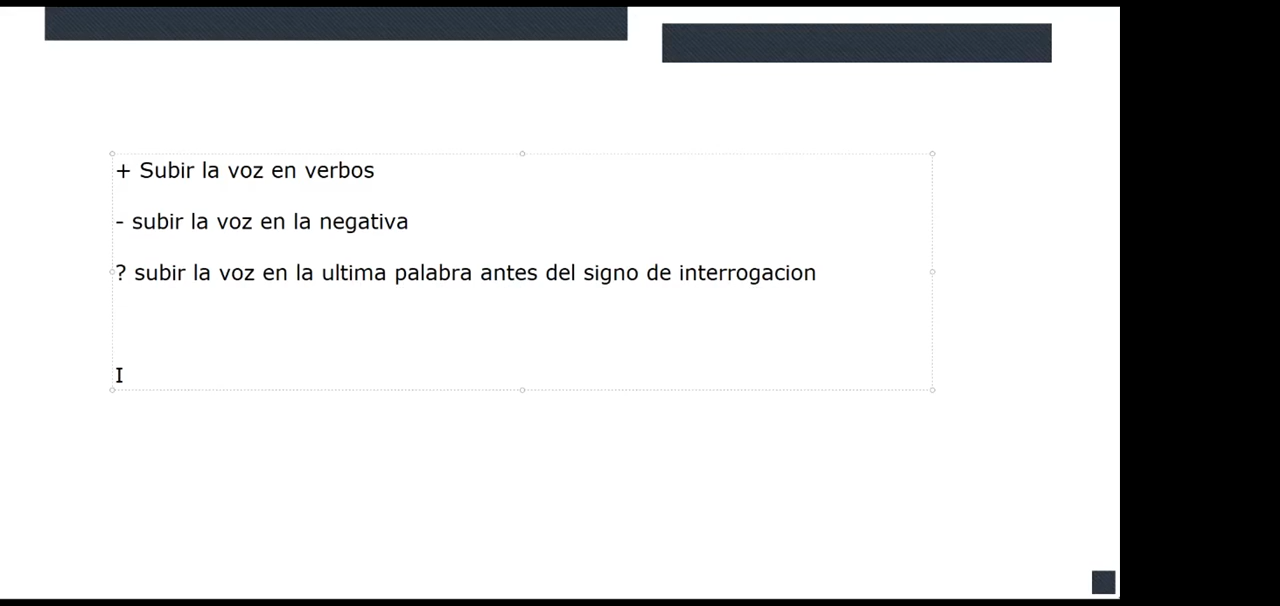 + Subir la voz en verbos
- subir la voz en la negativa
? subir la voz en la ultima palabra antes del signo de interrogacion
I